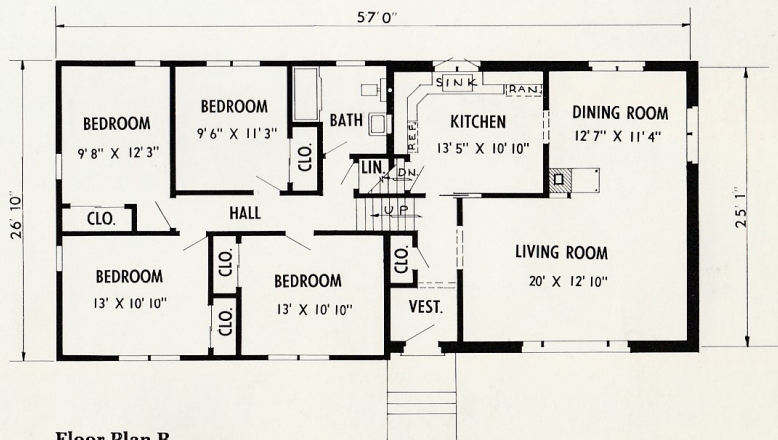 57' 0"
BEDROOM
9' 8" X 12' 3"
BEDROOM
9' 6" X 11' 3"
CLO.
BATH
LIN.
DN.
SINK
RAN.
REF.
KITCHEN
13' 5" X 10' 10"
DINING ROOM
12' 7" X 11' 4"
26' 10"
25' 1"
CLO.
HALL
UP
BEDROOM
13' X 10' 10"
CLO.
CLO.
BEDROOM
13' X 10' 10"
CLO.
VEST.
LIVING ROOM
20' X 12' 10"
Floor Plan B